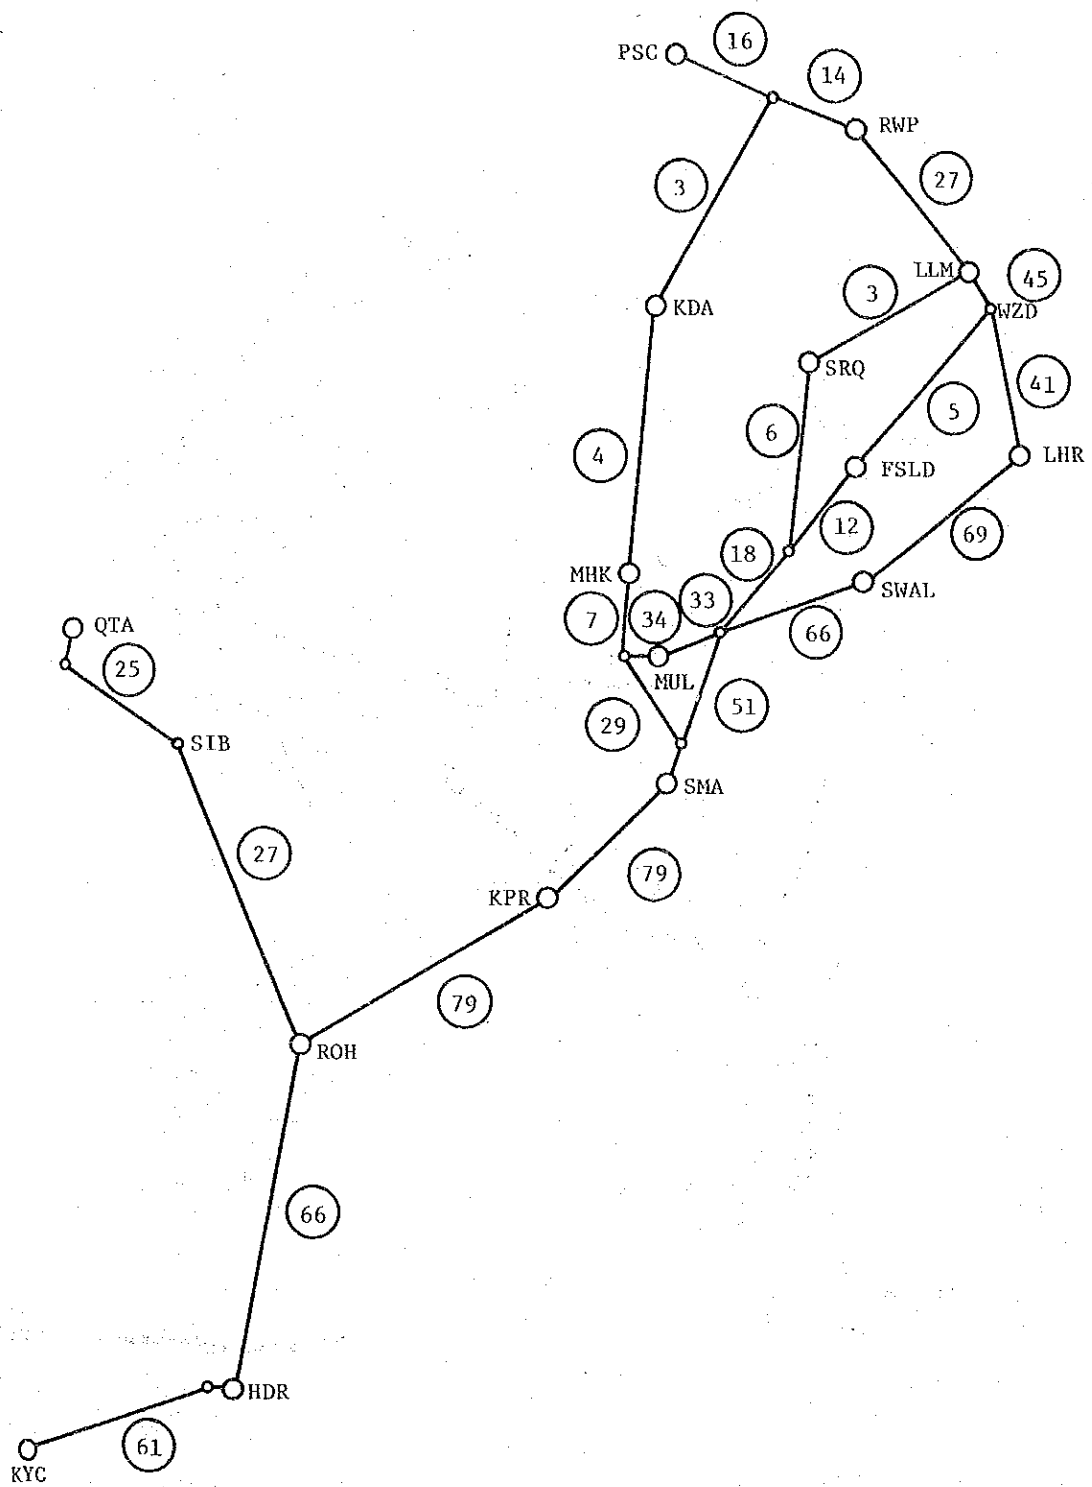 16
PSC
14
RWP
27
3
LLM
45
3
WZD
KDA
SRQ
41
6
5
4
LHR
FSLD
12
69
18
MHK
SWAL
33
7
34
66
QTA
25
MUL
51
29
SIB
SMA
27
79
KPR
79
ROH
66
HDR
61
KYC